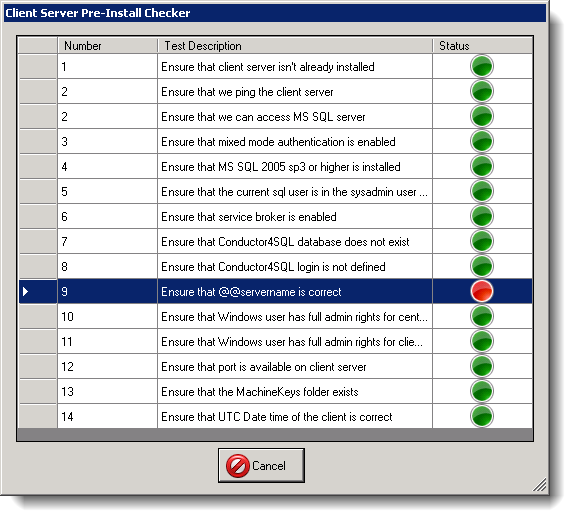 Client Server Pre-Install Checker
Number Test Description Status
1 Ensure that client server isn't already installed
2 Ensure that we ping the client server
2 Ensure that we can access MS SQL server
3 Ensure that mixed mode authentication is enabled
4 Ensure that MS SQL 2005 sp3 or higher is installed
5 Ensure that the current sql user is in the sysadmin user ...
6 Ensure that service broker is enabled
7 Ensure that Conductor4SQL database does not exist
8 Ensure that Conductor4SQL login is not defined
9 Ensure that @@servername is correct
10 Ensure that Windows user has full admin rights for cent...
11 Ensure that Windows user has full admin rights for clie...
12 Ensure that port is available on client server
13 Ensure that the MachineKeys folder exists
14 Ensure that UTC Date time of the client is correct
Cancel